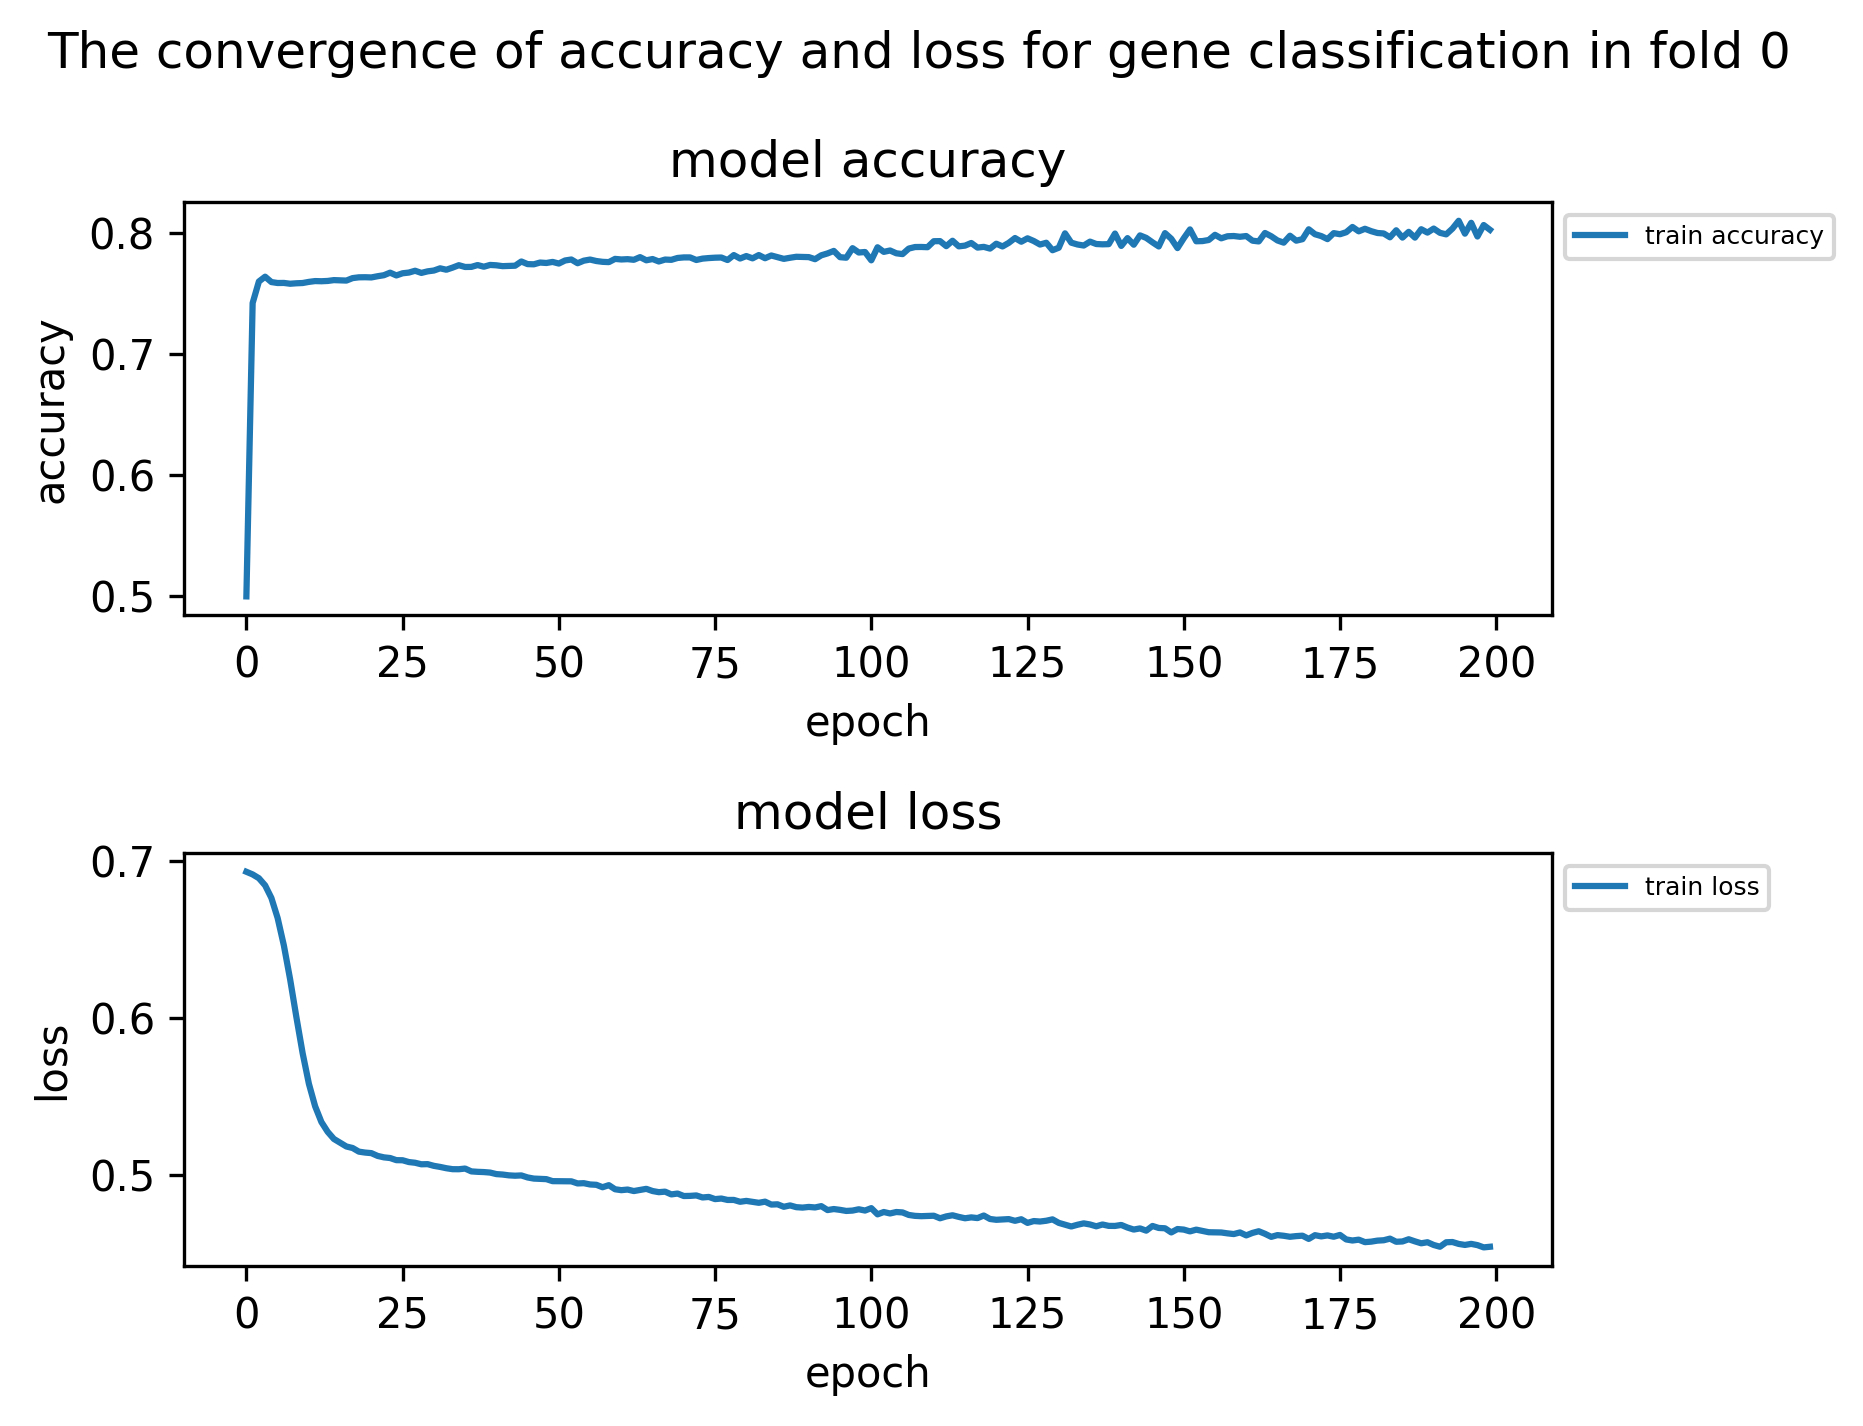 The convergence of accuracy and loss for gene classification in fold 0
model accuracy
0.8
0.7
0.6
0.5
accuracy
train accuracy
0 25 50 75 100 125 150 175 200
epoch
model loss
0.7
0.6
0.5
loss
train loss
0 25 50 75 100 125 150 175 200
epoch